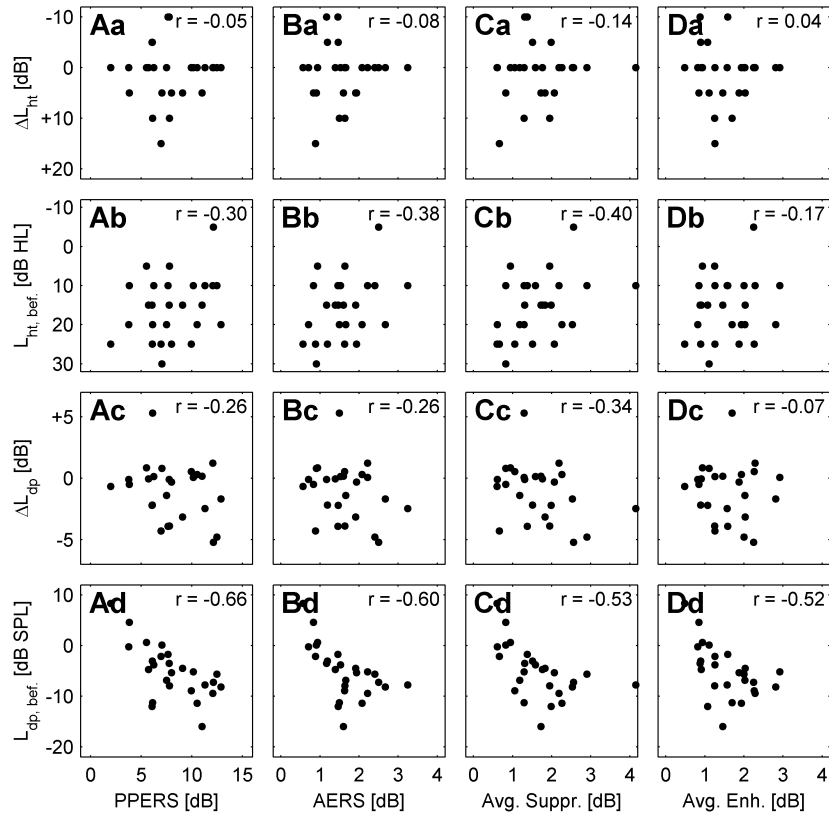 Aa r = -0.05 Ba r = -0.08 Ca r = -0.14 Da r = 0.04
-10
0
+10
+20
ΔL_ht [dB]
Ab r = -0.30 Bb r = -0.38 Cb r = -0.40 Db r = -0.17
-10
0
10
20
30
L_ht, bef. [dB HL]
Ac r = -0.26 Bc r = -0.26 Cc r = -0.34 Dc r = -0.07
+5
0
-5
ΔL_dp [dB]
Ad r = -0.66 Bd r = -0.60 Cd r = -0.53 Dd r = -0.52
10
0
-10
-20
L_dp, bef. [dB SPL]
0 5 10 15 0 1 2 3 4 0 1 2 3 4 0 1 2 3 4
PPERS [dB] AERS [dB] Avg. Suppr. [dB] Avg. Enh. [dB]